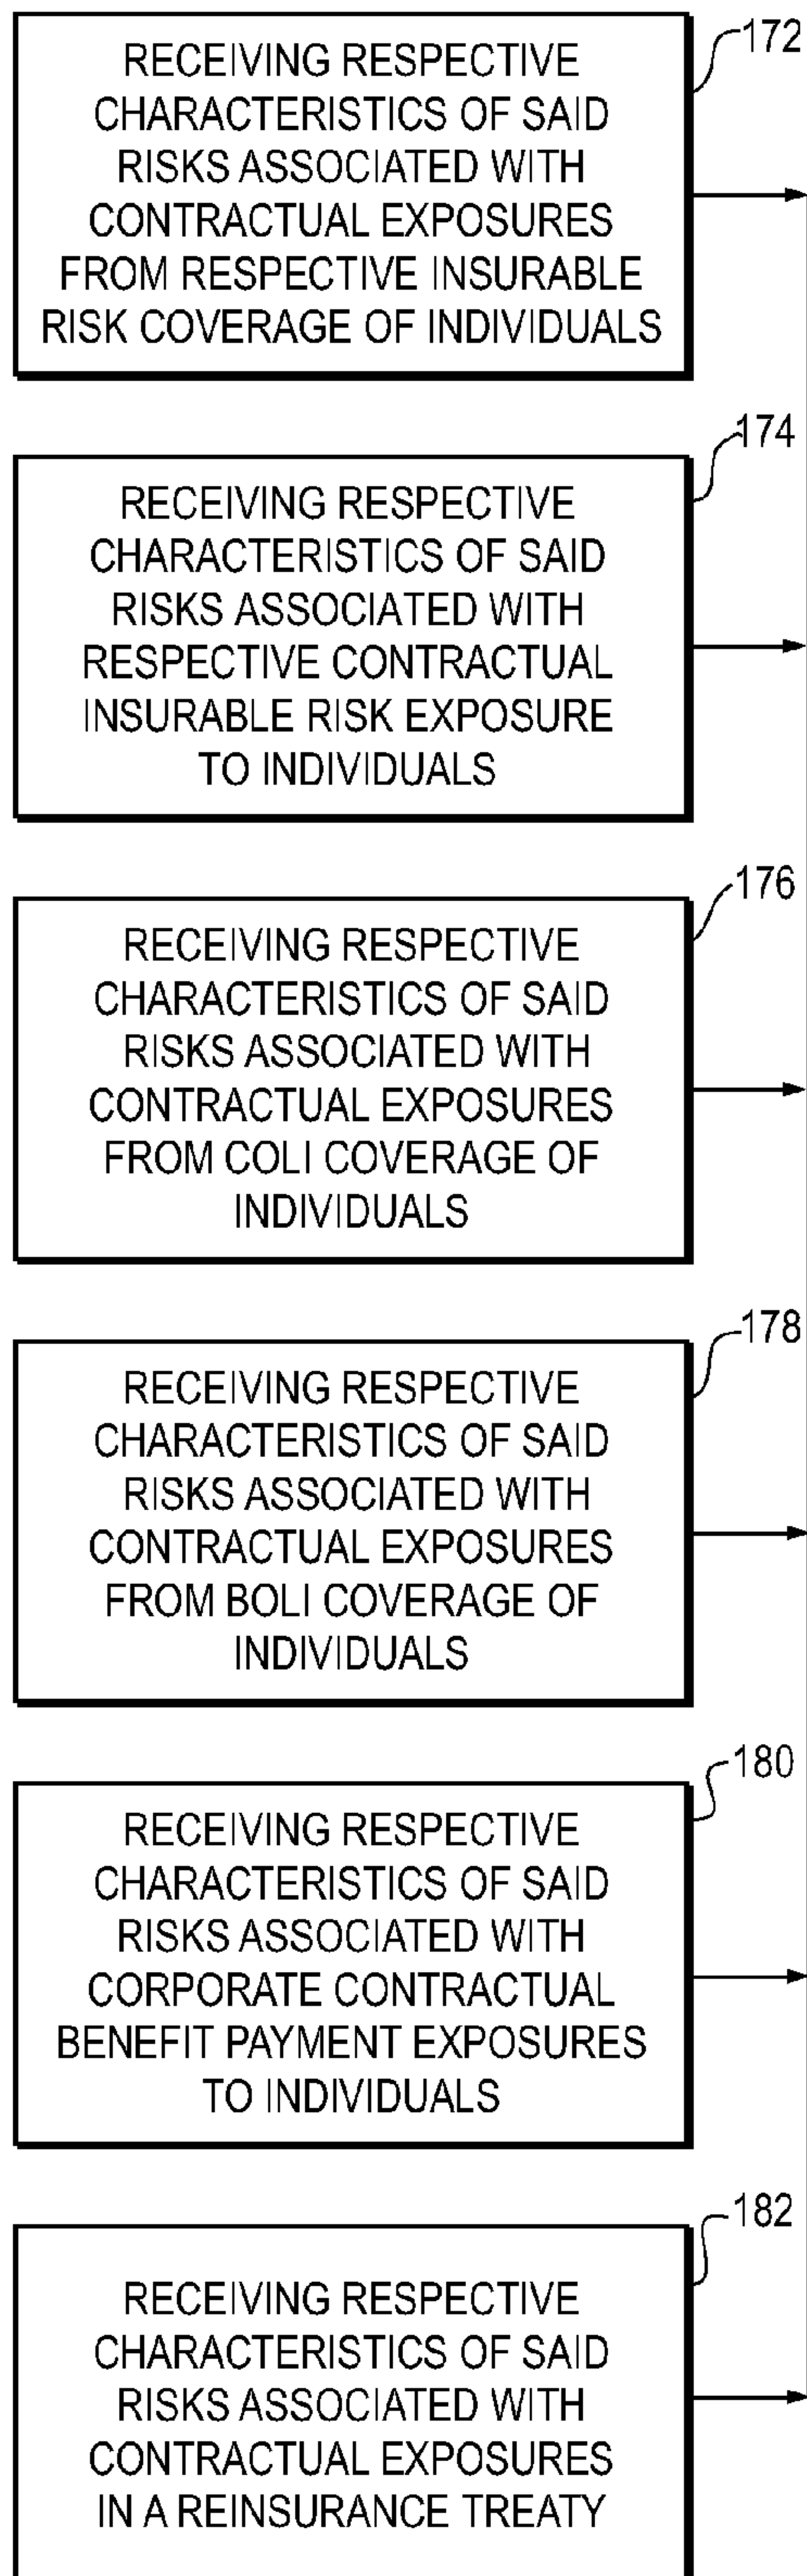 172
RECEIVING RESPECTIVE
CHARACTERISTICS OF SAID
RISKS ASSOCIATED WITH
CONTRACTUAL EXPOSURES
FROM RESPECTIVE INSURABLE
RISK COVERAGE OF INDIVIDUALS
174
RECEIVING RESPECTIVE
CHARACTERISTICS OF SAID
RISKS ASSOCIATED WITH
RESPECTIVE CONTRACTUAL
INSURABLE RISK EXPOSURE
TO INDIVIDUALS
176
RECEIVING RESPECTIVE
CHARACTERISTICS OF SAID
RISKS ASSOCIATED WITH
CONTRACTUAL EXPOSURES
FROM COLI COVERAGE OF
INDIVIDUALS
178
RECEIVING RESPECTIVE
CHARACTERISTICS OF SAID
RISKS ASSOCIATED WITH
CONTRACTUAL EXPOSURES
FROM BOLI COVERAGE OF
INDIVIDUALS
180
RECEIVING RESPECTIVE
CHARACTERISTICS OF SAID
RISKS ASSOCIATED WITH
CORPORATE CONTRACTUAL
BENEFIT PAYMENT EXPOSURES
TO INDIVIDUALS
182
RECEIVING RESPECTIVE
CHARACTERISTICS OF SAID
RISKS ASSOCIATED WITH
CONTRACTUAL EXPOSURES
IN A REINSURANCE TREATY